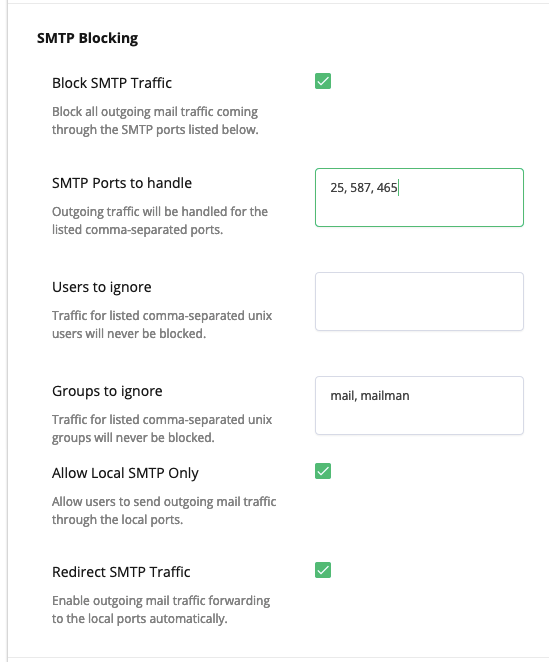 SMTP Blocking
Block SMTP Traffic
Block all outgoing mail traffic coming
through the SMTP ports listed below.
SMTP Ports to handle
25, 587, 465
Outgoing traffic will be handled for the
listed comma-separated ports.
Users to ignore
Traffic for listed comma-separated unix
users will never be blocked.
Groups to ignore
mail, mailman
Traffic for listed comma-separated unix
groups will never be blocked.
Allow Local SMTP Only
Allow users to send outgoing mail traffic
through the local ports.
Redirect SMTP Traffic
Enable outgoing mail traffic forwarding
to the local ports automatically.